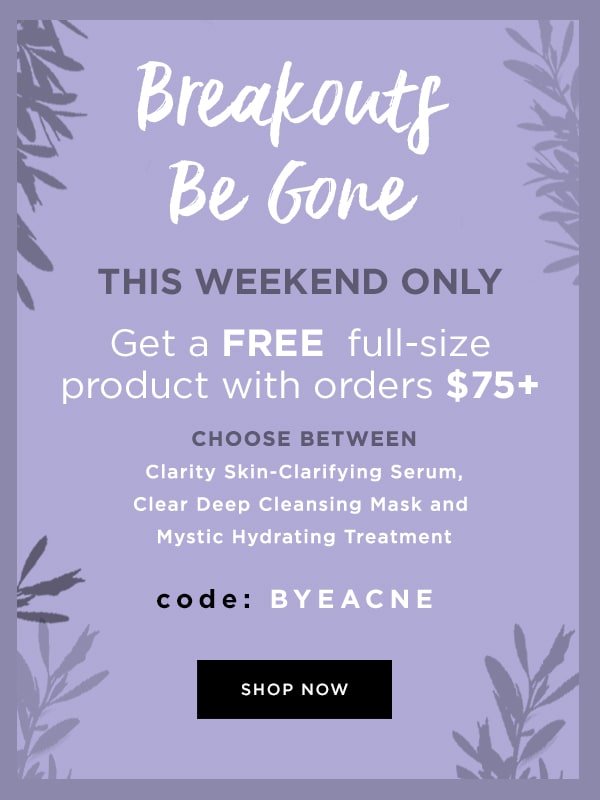 Breakouts
Be Gone
THIS WEEKEND ONLY
Get a FREE full-size
product with orders $75+
CHOOSE BETWEEN
Clarity Skin-Clarifying Serum,
Clear Deep Cleansing Mask and
Mystic Hydrating Treatment
code: BYEACNE
SHOP NOW